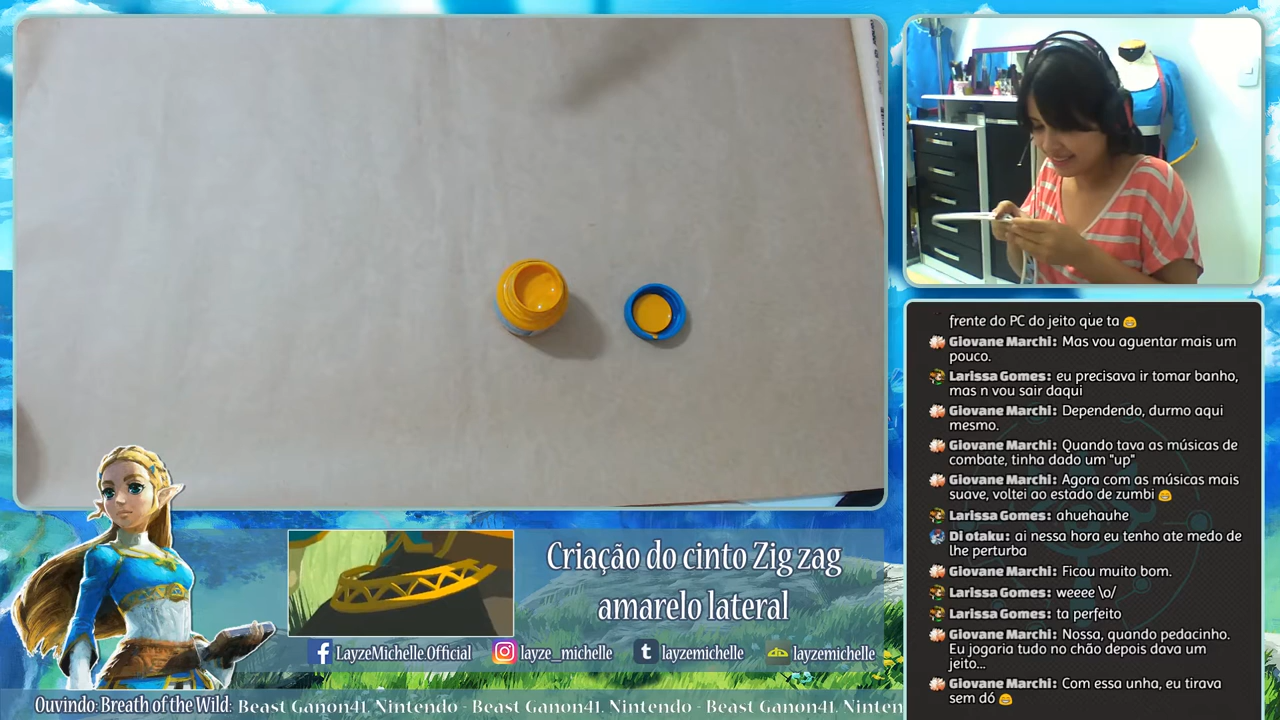 frente do PC do jeito que ta
Giovane Marchi: Mas vou aguentar mais um
pouco.
Larissa Gomes: eu precisava ir tomar banho,
mas n vou sair daqui
Giovane Marchi: Dependendo, durmo aqui
mesmo.
Giovane Marchi: Quando tava as músicas de
combate, tinha dado um "up"
Giovane Marchi: Agora com as músicas mais
suave, voltei ao estado de zumbi
Larissa Gomes: ahuehauhe
Di otaku: ai nessa hora eu tenho ate medo de
lhe perturba
Giovane Marchi: Ficou muito bom.
Larissa Gomes: weeee \o/
Larissa Gomes: ta perfeito
Giovane Marchi: Nossa, quando pedacinho.
Eu jogaria tudo no chão depois dava um
jeito...
Giovane Marchi: Com essa unha, eu tirava
sem dó
Criação do cinto Zig zag
amarelo lateral
LayzeMichelle.Official layze_michelle layzemichelle layzemichelle
Ouvindo: Breath of the Wild: Beast Ganon41. Nintendo - Beast Ganon41. Nintendo - Beast Ganon41. Ninten